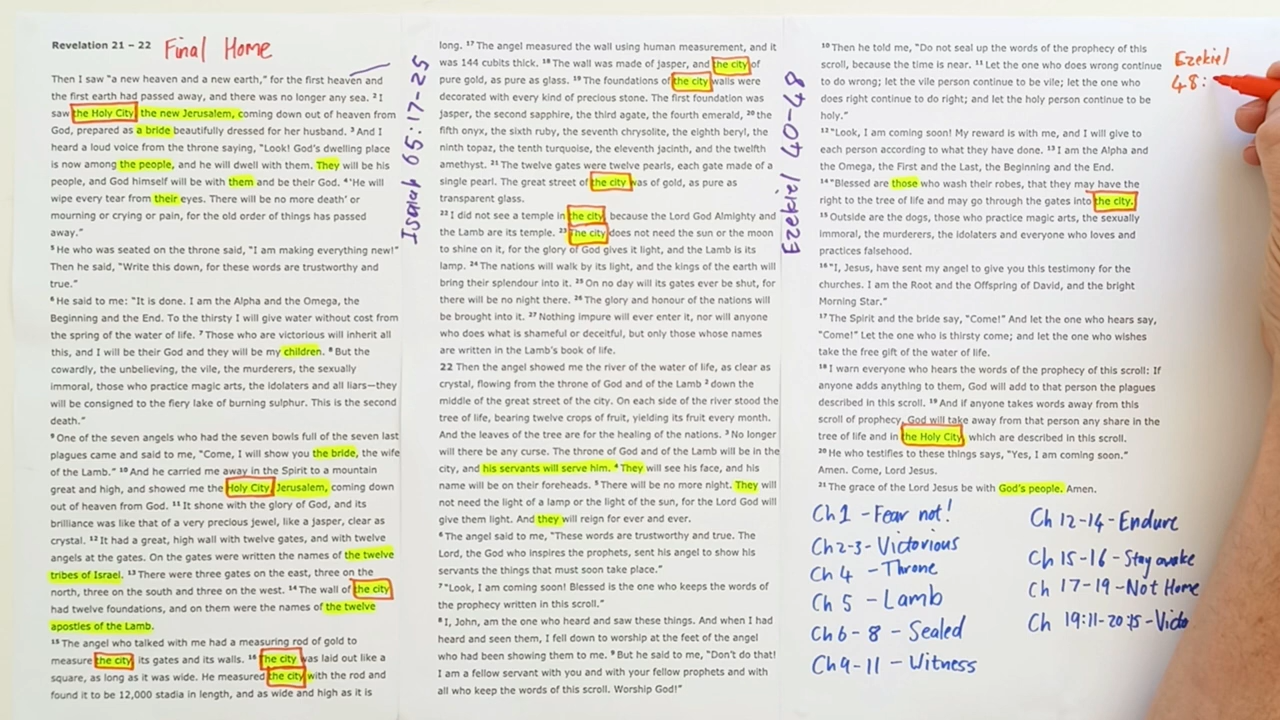 Revelation 21 – 22 Final Home
Then I saw “a new heaven and a new earth,” for the first heaven and
the first earth had passed away, and there was no longer any sea. ² I
saw the Holy City, the new Jerusalem, coming down out of heaven from
God, prepared as a bride beautifully dressed for her husband. ³ And I
heard a loud voice from the throne saying, “Look! God’s dwelling place
is now among the people, and he will dwell with them. They will be his
people, and God himself will be with them and be their God. ⁴ ‘He will
wipe every tear from their eyes. There will be no more death’ or
mourning or crying or pain, for the old order of things has passed
away.”
⁵ He who was seated on the throne said, “I am making everything new!”
Then he said, “Write this down, for these words are trustworthy and
true.”
⁶ He said to me: “It is done. I am the Alpha and the Omega, the
Beginning and the End. To the thirsty I will give water without cost from
the spring of the water of life. ⁷ Those who are victorious will inherit all
this, and I will be their God and they will be my children. ⁸ But the
cowardly, the unbelieving, the vile, the murderers, the sexually
immoral, those who practice magic arts, the idolaters and all liars—they
will be consigned to the fiery lake of burning sulphur. This is the second
death.”
⁹ One of the seven angels who had the seven bowls full of the seven last
plagues came and said to me, “Come, I will show you the bride, the wife
of the Lamb.” ¹⁰ And he carried me away in the Spirit to a mountain
great and high, and showed me the Holy City, Jerusalem, coming down
out of heaven from God. ¹¹ It shone with the glory of God, and its
brilliance was like that of a very precious jewel, like a jasper, clear as
crystal. ¹² It had a great, high wall with twelve gates, and with twelve
angels at the gates. On the gates were written the names of the twelve
tribes of Israel. ¹³ There were three gates on the east, three on the
north, three on the south and three on the west. ¹⁴ The wall of the city
had twelve foundations, and on them were the names of the twelve
apostles of the Lamb.
¹⁵ The angel who talked with me had a measuring rod of gold to
measure the city, its gates and its walls. ¹⁶ The city was laid out like a
square, as long as it was wide. He measured the city with the rod and
found it to be 12,000 stadia in length, and as wide and high as it is
Isaiah 65:17-25
long. ¹⁷ The angel measured the wall using human measurement, and it
was 144 cubits thick. ¹⁸ The wall was made of jasper, and the city of
pure gold, as pure as glass. ¹⁹ The foundations of the city walls were
decorated with every kind of precious stone. The first foundation was
jasper, the second sapphire, the third agate, the fourth emerald, ²⁰ the
fifth onyx, the sixth ruby, the seventh chrysolite, the eighth beryl, the
ninth topaz, the tenth turquoise, the eleventh jacinth, and the twelfth
amethyst. ²¹ The twelve gates were twelve pearls, each gate made of a
single pearl. The great street of the city was of gold, as pure as
transparent glass.
²² I did not see a temple in the city, because the Lord God Almighty and
the Lamb are its temple. ²³ The city does not need the sun or the moon
to shine on it, for the glory of God gives it light, and the Lamb is its
lamp. ²⁴ The nations will walk by its light, and the kings of the earth will
bring their splendour into it. ²⁵ On no day will its gates ever be shut, for
there will be no night there. ²⁶ The glory and honour of the nations will
be brought into it. ²⁷ Nothing impure will ever enter it, nor will anyone
who does what is shameful or deceitful, but only those whose names
are written in the Lamb’s book of life.
22 Then the angel showed me the river of the water of life, as clear as
crystal, flowing from the throne of God and of the Lamb ² down the
middle of the great street of the city. On each side of the river stood the
tree of life, bearing twelve crops of fruit, yielding its fruit every month.
And the leaves of the tree are for the healing of the nations. ³ No longer
will there be any curse. The throne of God and of the Lamb will be in the
city, and his servants will serve him. ⁴ They will see his face, and his
name will be on their foreheads. ⁵ There will be no more night. They will
not need the light of a lamp or the light of the sun, for the Lord God will
give them light. And they will reign for ever and ever.
⁶ The angel said to me, “These words are trustworthy and true. The
Lord, the God who inspires the prophets, sent his angel to show his
servants the things that must soon take place.”
⁷ “Look, I am coming soon! Blessed is the one who keeps the words of
the prophecy written in this scroll.”
⁸ I, John, am the one who heard and saw these things. And when I had
heard and seen them, I fell down to worship at the feet of the angel
who had been showing them to me. ⁹ But he said to me, “Don’t do that!
I am a fellow servant with you and with your fellow prophets and with
all who keep the words of this scroll. Worship God!”
Ezekiel 40-48
¹⁰ Then he told me, “Do not seal up the words of the prophecy of this
scroll, because the time is near. ¹¹ Let the one who does wrong continue
to do wrong; let the vile person continue to be vile; let the one who
does right continue to do right; and let the holy person continue to be
holy.”
¹² “Look, I am coming soon! My reward is with me, and I will give to
each person according to what they have done. ¹³ I am the Alpha and
the Omega, the First and the Last, the Beginning and the End.
¹⁴ “Blessed are those who wash their robes, that they may have the
right to the tree of life and may go through the gates into the city.
¹⁵ Outside are the dogs, those who practice magic arts, the sexually
immoral, the murderers, the idolaters and everyone who loves and
practices falsehood.
¹⁶ “I, Jesus, have sent my angel to give you this testimony for the
churches. I am the Root and the Offspring of David, and the bright
Morning Star.”
¹⁷ The Spirit and the bride say, “Come!” And let the one who hears say,
“Come!” Let the one who is thirsty come; and let the one who wishes
take the free gift of the water of life.
¹⁸ I warn everyone who hears the words of the prophecy of this scroll: If
anyone adds anything to them, God will add to that person the plagues
described in this scroll. ¹⁹ And if anyone takes words away from this
scroll of prophecy, God will take away from that person any share in the
tree of life and in the Holy City, which are described in this scroll.
²⁰ He who testifies to these things says, “Yes, I am coming soon.”
Amen. Come, Lord Jesus.
²¹ The grace of the Lord Jesus be with God’s people. Amen.
Ezekiel
48:
Ch 1 - Fear not!
Ch 2-3 - Victorious
Ch 4 - Throne
Ch 5 - Lamb
Ch 6-8 - Sealed
Ch 9-11 - Witness
Ch 12-14 - Endure
Ch 15-16 - Stay awake
Ch 17-19 - Not Home
Ch 19:11-20:15 - Victo